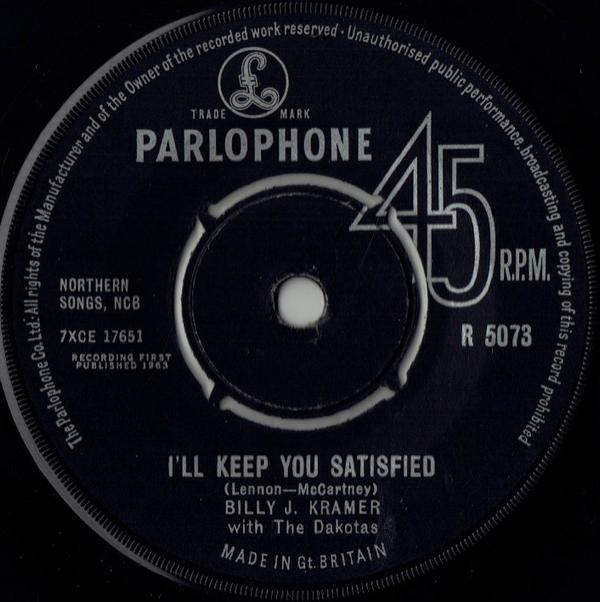 The Parlophone Co. Ltd. All rights of the Manufacturer and of the Owner of the recorded work reserved · Unauthorised public performance, broadcasting and copying of this record prohibited
£
TRADE MARK
PARLOPHONE
45
R.P.M.
NORTHERN
SONGS, NCB
7XCE 17651
RECORDING FIRST
PUBLISHED 1963
R 5073
I'LL KEEP YOU SATISFIED
(Lennon—McCartney)
BILLY J. KRAMER
with The Dakotas
MADE IN Gt. BRITAIN